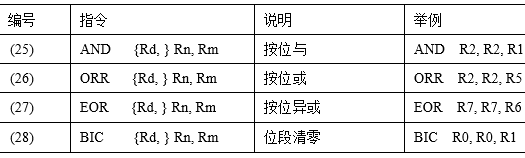 编号 指令 说明 举例
(25) AND {Rd, } Rn, Rm 按位与 AND R2, R2, R1
(26) ORR {Rd, } Rn, Rm 按位或 ORR R2, R2, R5
(27) EOR {Rd, } Rn, Rm 按位异或 EOR R7, R7, R6
(28) BIC {Rd, } Rn, Rm 位段清零 BIC R0, R0, R1